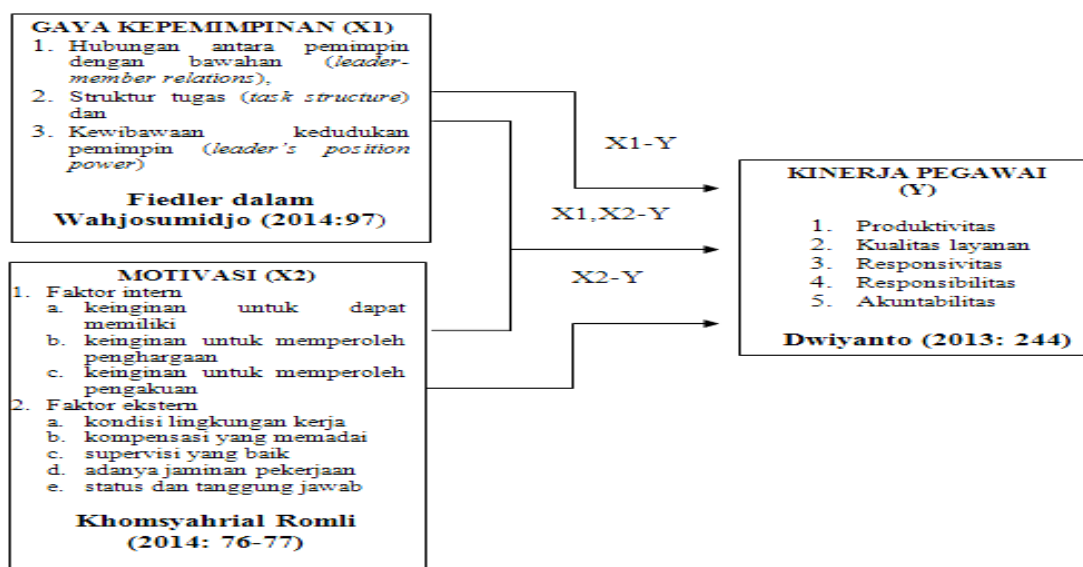 GAYA KEPEMIMPINAN (X1)
1. Hubungan antara pemimpin
dengan bawahan (leader-
member relations),
2. Struktur tugas (task structure)
dan
3. Kewibawaan kedudukan
pemimpin (leader's position
power)
Fiedler dalam
Wahjosumidjo (2014:97)
MOTIVASI (X2)
1. Faktor intern
a. keinginan untuk dapat
memiliki
b. keinginan untuk memperoleh
penghargaan
c. keinginan untuk memperoleh
pengakuan
2. Faktor ekstern
a. kondisi lingkungan kerja
b. kompensasi yang memadai
c. supervisi yang baik
d. adanya jaminan pekerjaan
e. status dan tanggung jawab
Khomsyahrial Romli
(2014: 76-77)
X1-Y
X1,X2-Y
X2-Y
KINERJA PEGAWAI
(Y)
1. Produktivitas
2. Kualitas layanan
3. Responsivitas
4. Responsibilitas
5. Akuntabilitas
Dwiyanto (2013: 244)